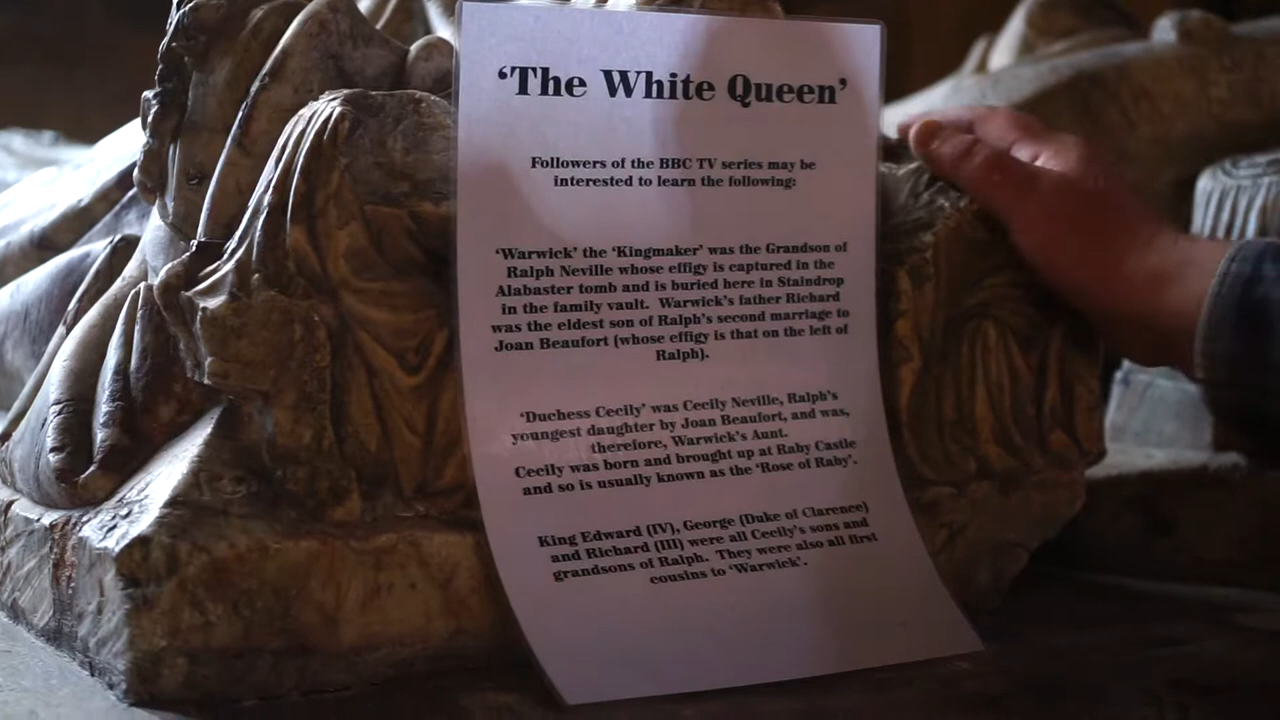 ‘The White Queen’
Followers of the BBC TV series may be
interested to learn the following:
‘Warwick’ the ‘Kingmaker’ was the Grandson of
Ralph Neville whose effigy is captured in the
Alabaster tomb and is buried here in Staindrop
in the family vault. Warwick’s father Richard
was the eldest son of Ralph’s second marriage to
Joan Beaufort (whose effigy is that on the left of
Ralph).
‘Duchess Cecily’ was Cecily Neville, Ralph’s
youngest daughter by Joan Beaufort, and was,
therefore, Warwick’s Aunt.
Cecily was born and brought up at Raby Castle
and so is usually known as the ‘Rose of Raby’.
King Edward (IV), George (Duke of Clarence)
and Richard (III) were all Cecily’s sons and
grandsons of Ralph. They were also all first
cousins to ‘Warwick’.